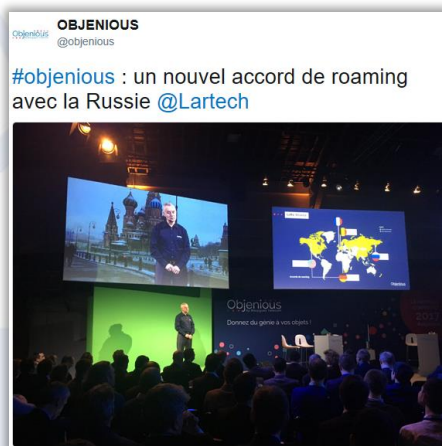 Objenious
OBJENIOUS
@objenious
#objenious : un nouvel accord de roaming
avec la Russie @Lartech
Objenious
Donnez du génie à vos objets !